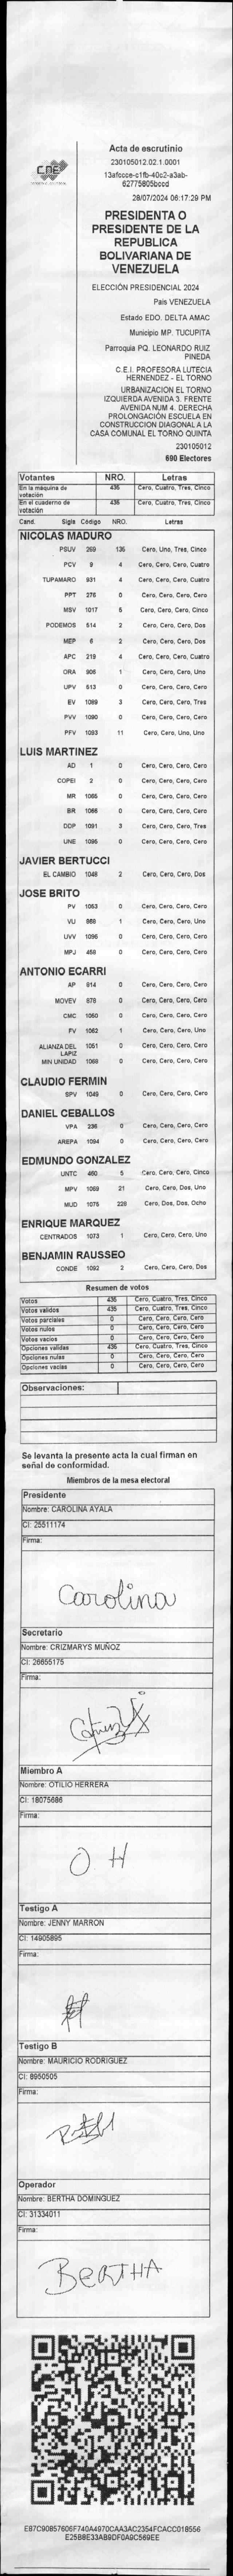 CNE
Acta de escrutinio
230105012.02.1.0001
13afccce-c1fb-40c2-a3ab-
62775805bccd
28/07/2024 06:17:29 PM
PRESIDENTA O
PRESIDENTE DE LA
REPUBLICA
BOLIVARIANA DE
VENEZUELA
ELECCIÓN PRESIDENCIAL 2024
País VENEZUELA
Estado EDO. DELTA AMAC
Municipio MP. TUCUPITA
Parroquia PQ. LEONARDO RUIZ
PINEDA
C.E.I. PROFESORA LUTECIA
HERNENDEZ - EL TORNO
URBANIZACION EL TORNO
IZQUIERDA AVENIDA 3. FRENTE
AVENIDA NUM 4. DERECHA
PROLONGACIÓN ESCUELA EN
CONSTRUCCION DIAGONAL A LA
CASA COMUNAL EL TORNO QUINTA
230105012
690 Electores
Votantes NRO. Letras
En la máquina de votación 435 Cero, Cuatro, Tres, Cinco
En el cuaderno de votación 435 Cero, Cuatro, Tres, Cinco
Cand. Sigls Código NRO. Letras
NICOLAS MADURO
PSUV 269 135 Cero, Uno, Tres, Cinco
PCV 9 4 Cero, Cero, Cero, Cuatro
TUPAMARO 931 4 Cero, Cero, Cero, Cuatro
PPT 276 0 Cero, Cero, Cero, Cero
MSV 1017 5 Cero, Cero, Cero, Cinco
PODEMOS 514 2 Cero, Cero, Cero, Dos
MEP 6 2 Cero, Cero, Cero, Dos
APC 219 4 Cero, Cero, Cero, Cuatro
ORA 906 1 Cero, Cero, Cero, Uno
UPV 513 0 Cero, Cero, Cero, Cero
EV 1089 3 Cero, Cero, Cero, Tres
PVV 1090 0 Cero, Cero, Cero, Cero
PFV 1093 11 Cero, Cero, Uno, Uno
LUIS MARTINEZ
AD 1 0 Cero, Cero, Cero, Cero
COPEI 2 0 Cero, Cero, Cero, Cero
MR 1065 0 Cero, Cero, Cero, Cero
BR 1066 0 Cero, Cero, Cero, Cero
DDP 1091 3 Cero, Cero, Cero, Tres
UNE 1095 0 Cero, Cero, Cero, Cero
JAVIER BERTUCCI
EL CAMBIO 1048 2 Cero, Cero, Cero, Dos
JOSE BRITO
PV 1053 0 Cero, Cero, Cero, Cero
VU 868 1 Cero, Cero, Cero, Uno
UVV 1096 0 Cero, Cero, Cero, Cero
MPJ 458 0 Cero, Cero, Cero, Cero
ANTONIO ECARRI
AP 814 0 Cero, Cero, Cero, Cero
MOVEV 878 0 Cero, Cero, Cero, Cero
CMC 1050 0 Cero, Cero, Cero, Cero
FV 1062 1 Cero, Cero, Cero, Uno
ALIANZA DEL LAPIZ 1051 0 Cero, Cero, Cero, Cero
MIN UNIDAD 1068 0 Cero, Cero, Cero, Cero
CLAUDIO FERMIN
SPV 1049 0 Cero, Cero, Cero, Cero
DANIEL CEBALLOS
VPA 236 0 Cero, Cero, Cero, Cero
AREPA 1094 0 Cero, Cero, Cero, Cero
EDMUNDO GONZALEZ
UNTC 460 5 Cero, Cero, Cero, Cinco
MPV 1069 21 Cero, Cero, Dos, Uno
MUD 1075 228 Cero, Dos, Dos, Ocho
ENRIQUE MARQUEZ
CENTRADOS 1073 1 Cero, Cero, Cero, Uno
BENJAMIN RAUSSEO
CONDE 1092 2 Cero, Cero, Cero, Dos
Resumen de votos
Votos 435 Cero, Cuatro, Tres, Cinco
Votos válidos 435 Cero, Cuatro, Tres, Cinco
Votos parciales 0 Cero, Cero, Cero, Cero
Votos nulos 0 Cero, Cero, Cero, Cero
Votos vacíos 0 Cero, Cero, Cero, Cero
Opciones válidas 435 Cero, Cuatro, Tres, Cinco
Opciones nulas 0 Cero, Cero, Cero, Cero
Opciones vacías 0 Cero, Cero, Cero, Cero
Observaciones:
Se levanta la presente acta la cual firman en
señal de conformidad.
Miembros de la mesa electoral
Presidente
Nombre: CAROLINA AYALA
CI: 25511174
Firma:
Carolina
Secretario
Nombre: CRIZMARYS MUÑOZ
CI: 26655175
Firma:
Miembro A
Nombre: OTILIO HERRERA
CI: 18075686
Firma:
O H
Testigo A
Nombre: JENNY MARRON
CI: 14905895
Firma:
Testigo B
Nombre: MAURICIO RODRIGUEZ
CI: 8950505
Firma:
Operador
Nombre: BERTHA DOMINGUEZ
CI: 31334011
Firma:
BERTHA
E87C90857606F740A4970CAA3AC2354FCACC018556
E25B8E33AB9DF0A9C569EE